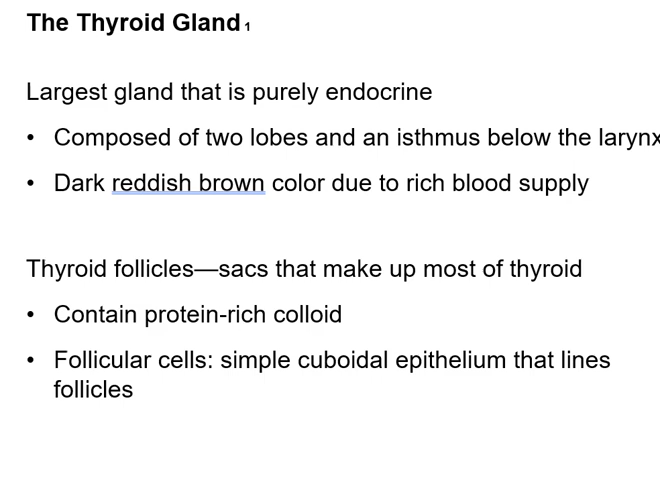 The Thyroid Gland 1
Largest gland that is purely endocrine
• Composed of two lobes and an isthmus below the larynx
• Dark reddish brown color due to rich blood supply
Thyroid follicles—sacs that make up most of thyroid
• Contain protein-rich colloid
• Follicular cells: simple cuboidal epithelium that lines
follicles